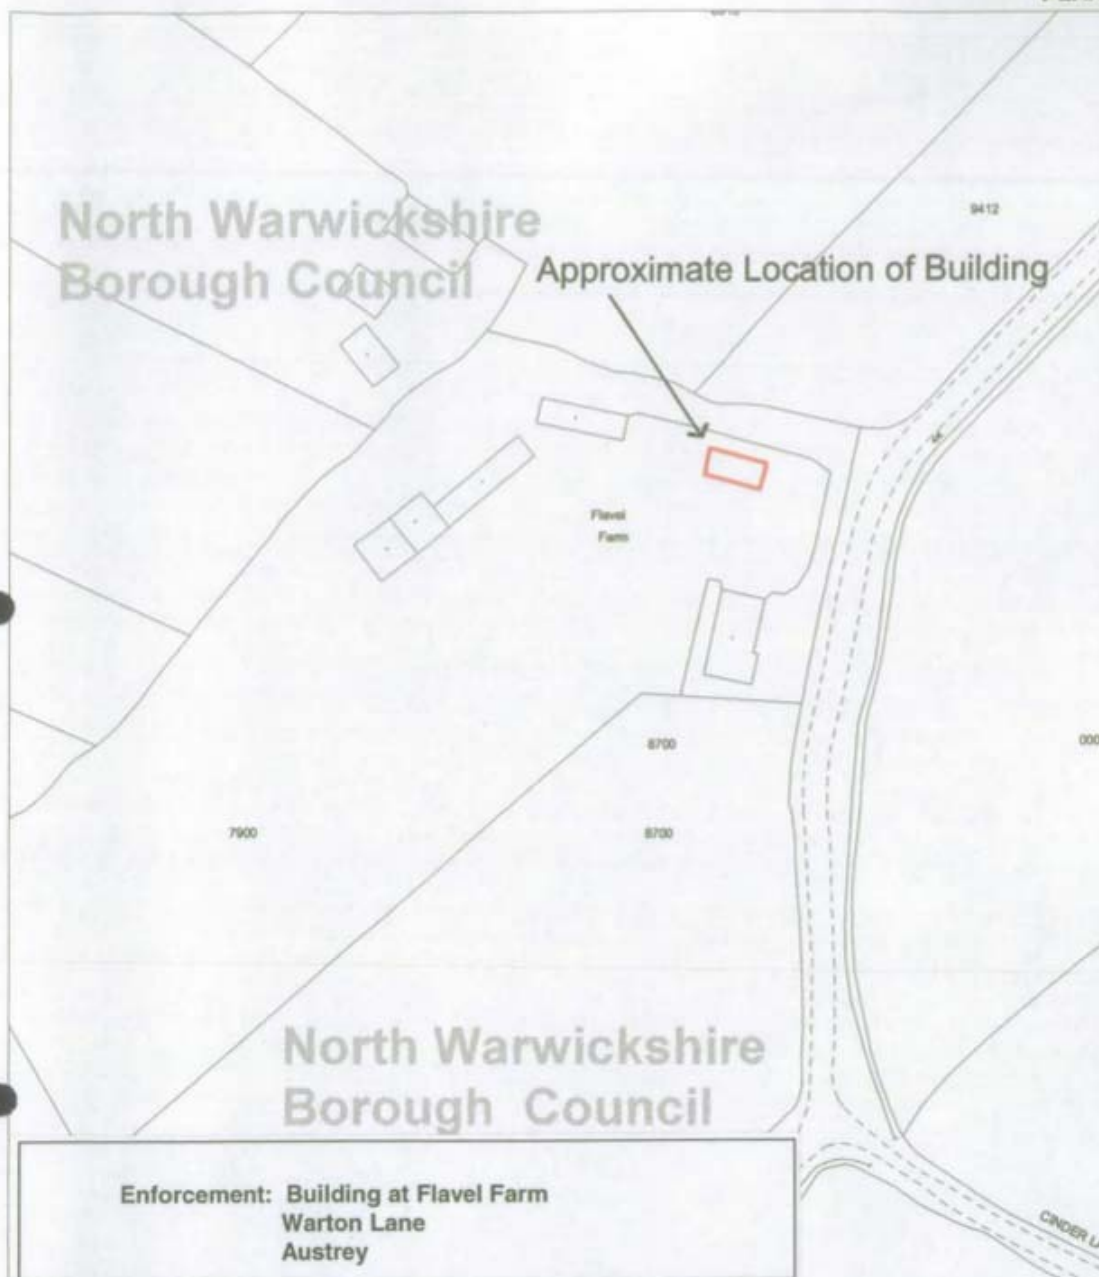 North Warwickshire
Borough Council
9412
Approximate Location of Building
Flavel
Farm
8700
7900
8700
North Warwickshire
Borough Council
Enforcement: Building at Flavel Farm
Warton Lane
Austrey
CINDER